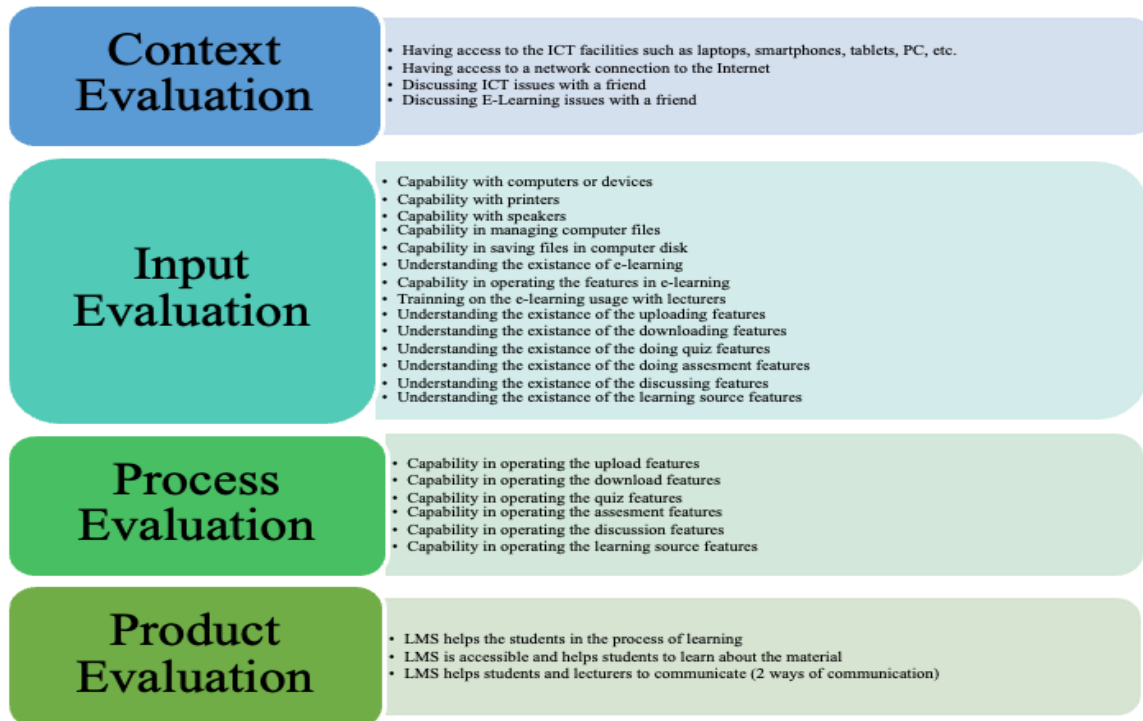 Context
Evaluation
• Having access to the ICT facilities such as laptops, smartphones, tablets, PC, etc.
• Having access to a network connection to the Internet
• Discussing ICT issues with a friend
• Discussing E-Learning issues with a friend
Input
Evaluation
• Capability with computers or devices
• Capability with printers
• Capability with speakers
• Capability in managing computer files
• Capability in saving files in computer disk
• Understanding the existance of e-learning
• Capability in operating the features in e-learning
• Trainning on the e-learning usage with lecturers
• Understanding the existance of the uploading features
• Understanding the existance of the downloading features
• Understanding the existance of the doing quiz features
• Understanding the existance of the doing assesment features
• Understanding the existance of the discussing features
• Understanding the existance of the learning source features
Process
Evaluation
• Capability in operating the upload features
• Capability in operating the download features
• Capability in operating the quiz features
• Capability in operating the assesment features
• Capability in operating the discussion features
• Capability in operating the learning source features
Product
Evaluation
• LMS helps the students in the process of learning
• LMS is accessible and helps students to learn about the material
• LMS helps students and lecturers to communicate (2 ways of communication)